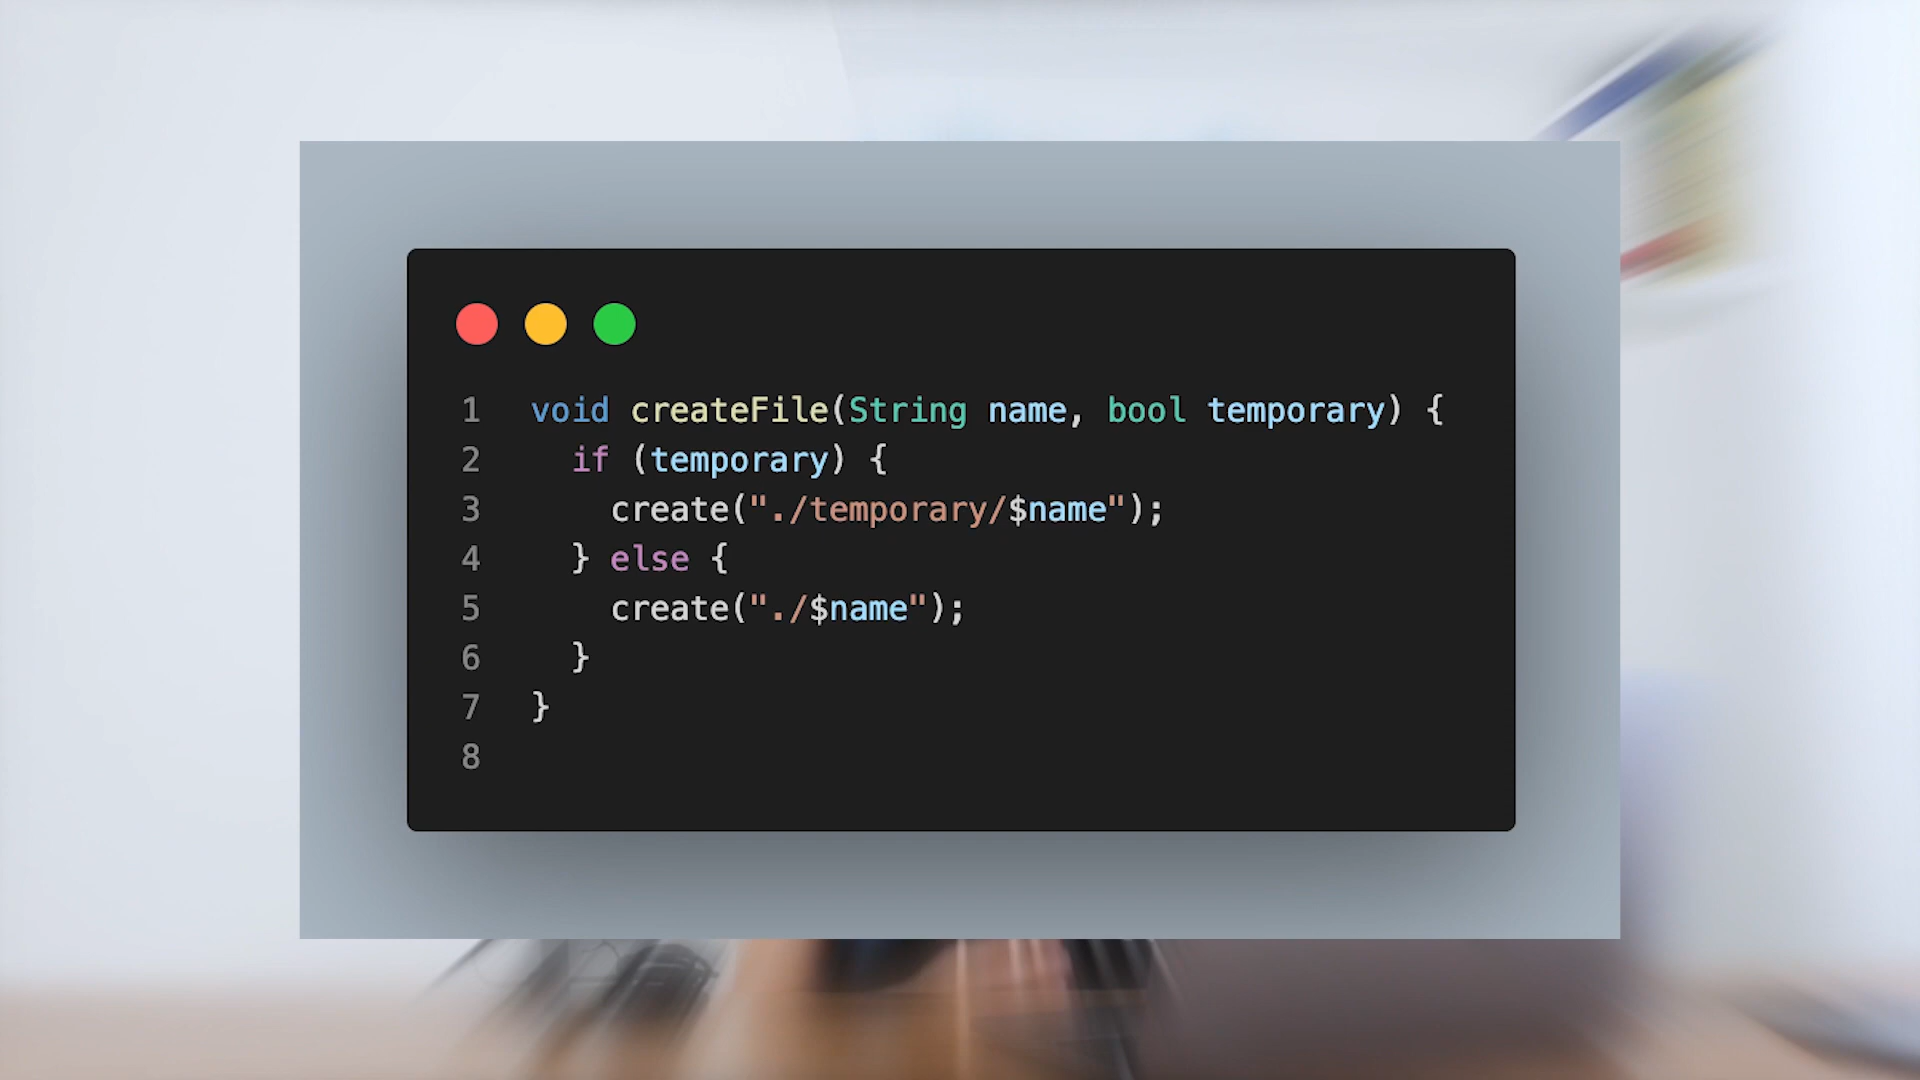 1 void createFile(String name, bool temporary) {
2 if (temporary) {
3 create("./temporary/$name");
4 } else {
5 create("./$name");
6 }
7 }
8